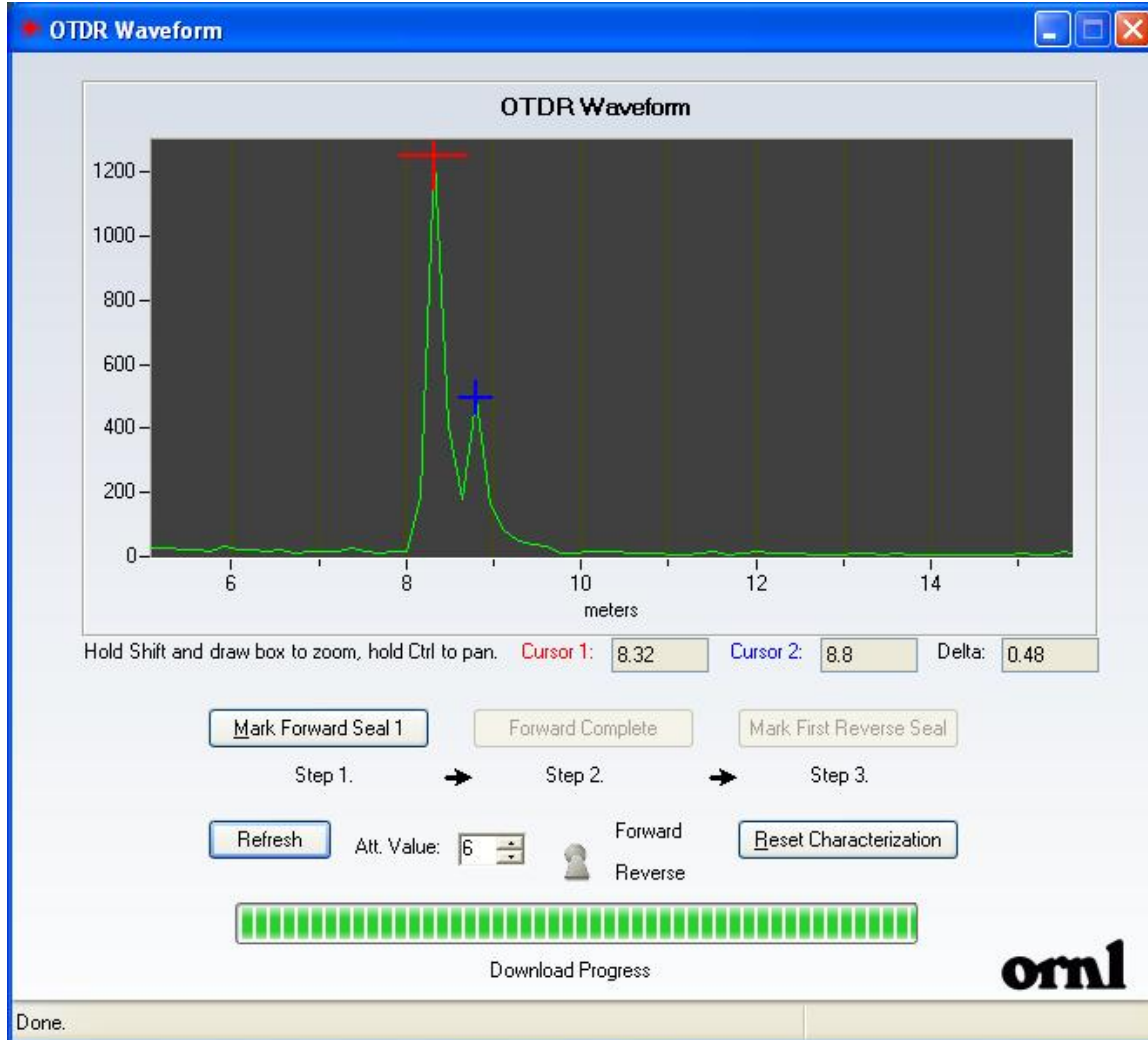 OTDR Waveform
OTDR Waveform
1200
1000
800
600
400
200
0
6 8 10 12 14
meters
Hold Shift and draw box to zoom, hold Ctrl to pan. Cursor 1: 8.32 Cursor 2: 8.8 Delta: 0.48
Mark Forward Seal 1 Forward Complete Mark First Reverse Seal
Step 1. Step 2. Step 3.
Refresh Att. Value: 6 Forward Reset Characterization
Reverse
Download Progress
ornl
Done.